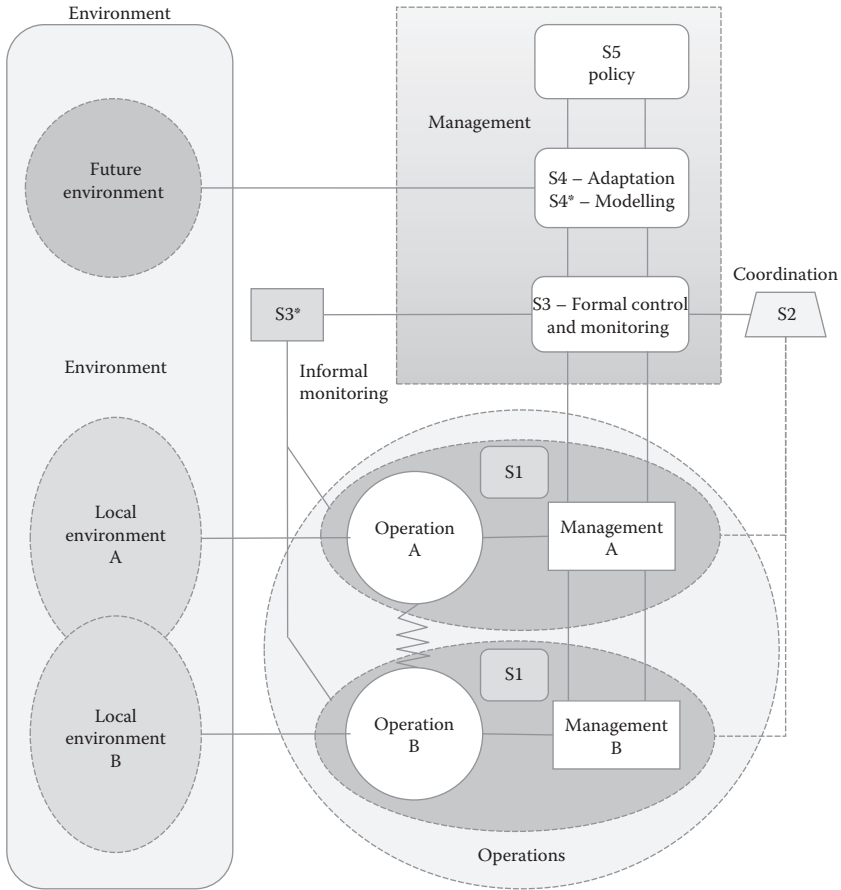 Environment
S5
policy
Management
Future
environment
S4 – Adaptation
S4* – Modelling
Coordination
S3*
S3 – Formal control
and monitoring
S2
Environment
Informal
monitoring
S1
Local
environment
A
Operation
A
Management
A
S1
Local
environment
B
Operation
B
Management
B
Operations